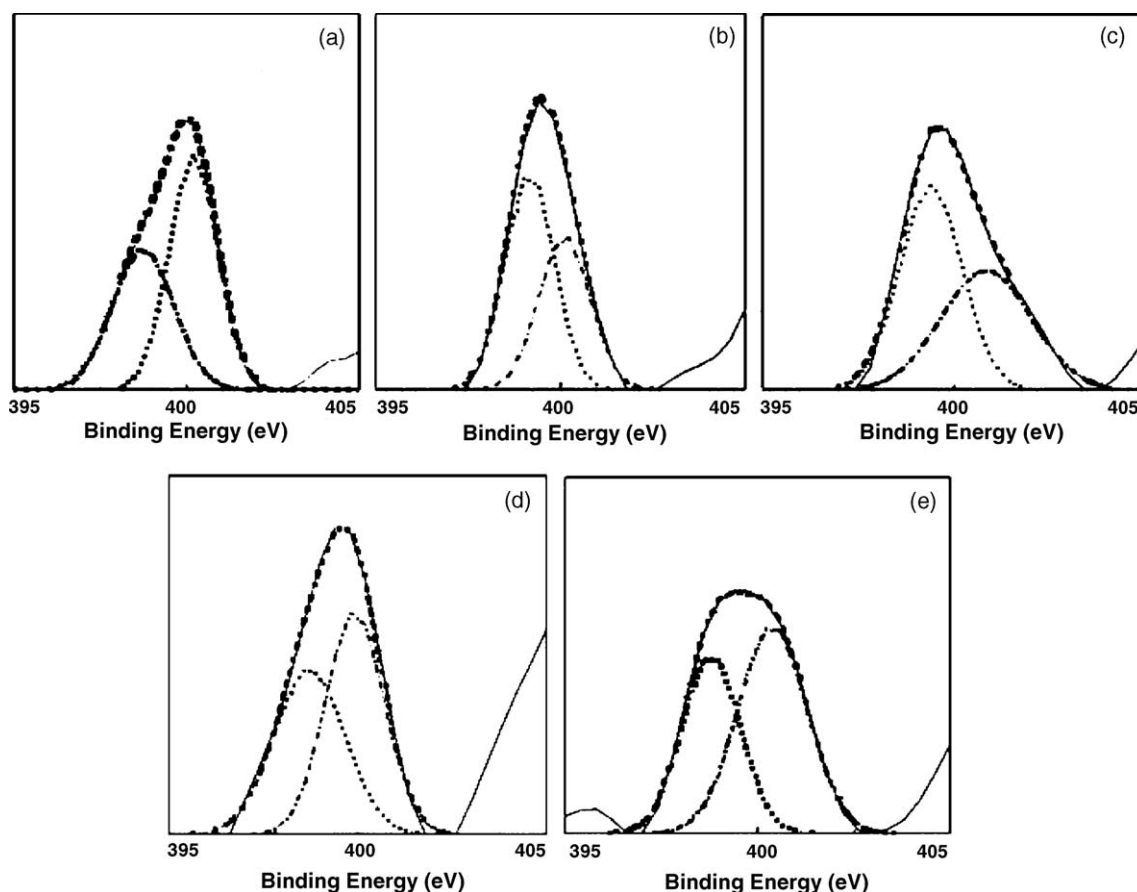 (a)
(b)
(c)
395 400 405
395 400 405
395 400 405
Binding Energy (eV)
Binding Energy (eV)
Binding Energy (eV)
(d)
(e)
395 400 405
395 400 405
Binding Energy (eV)
Binding Energy (eV)